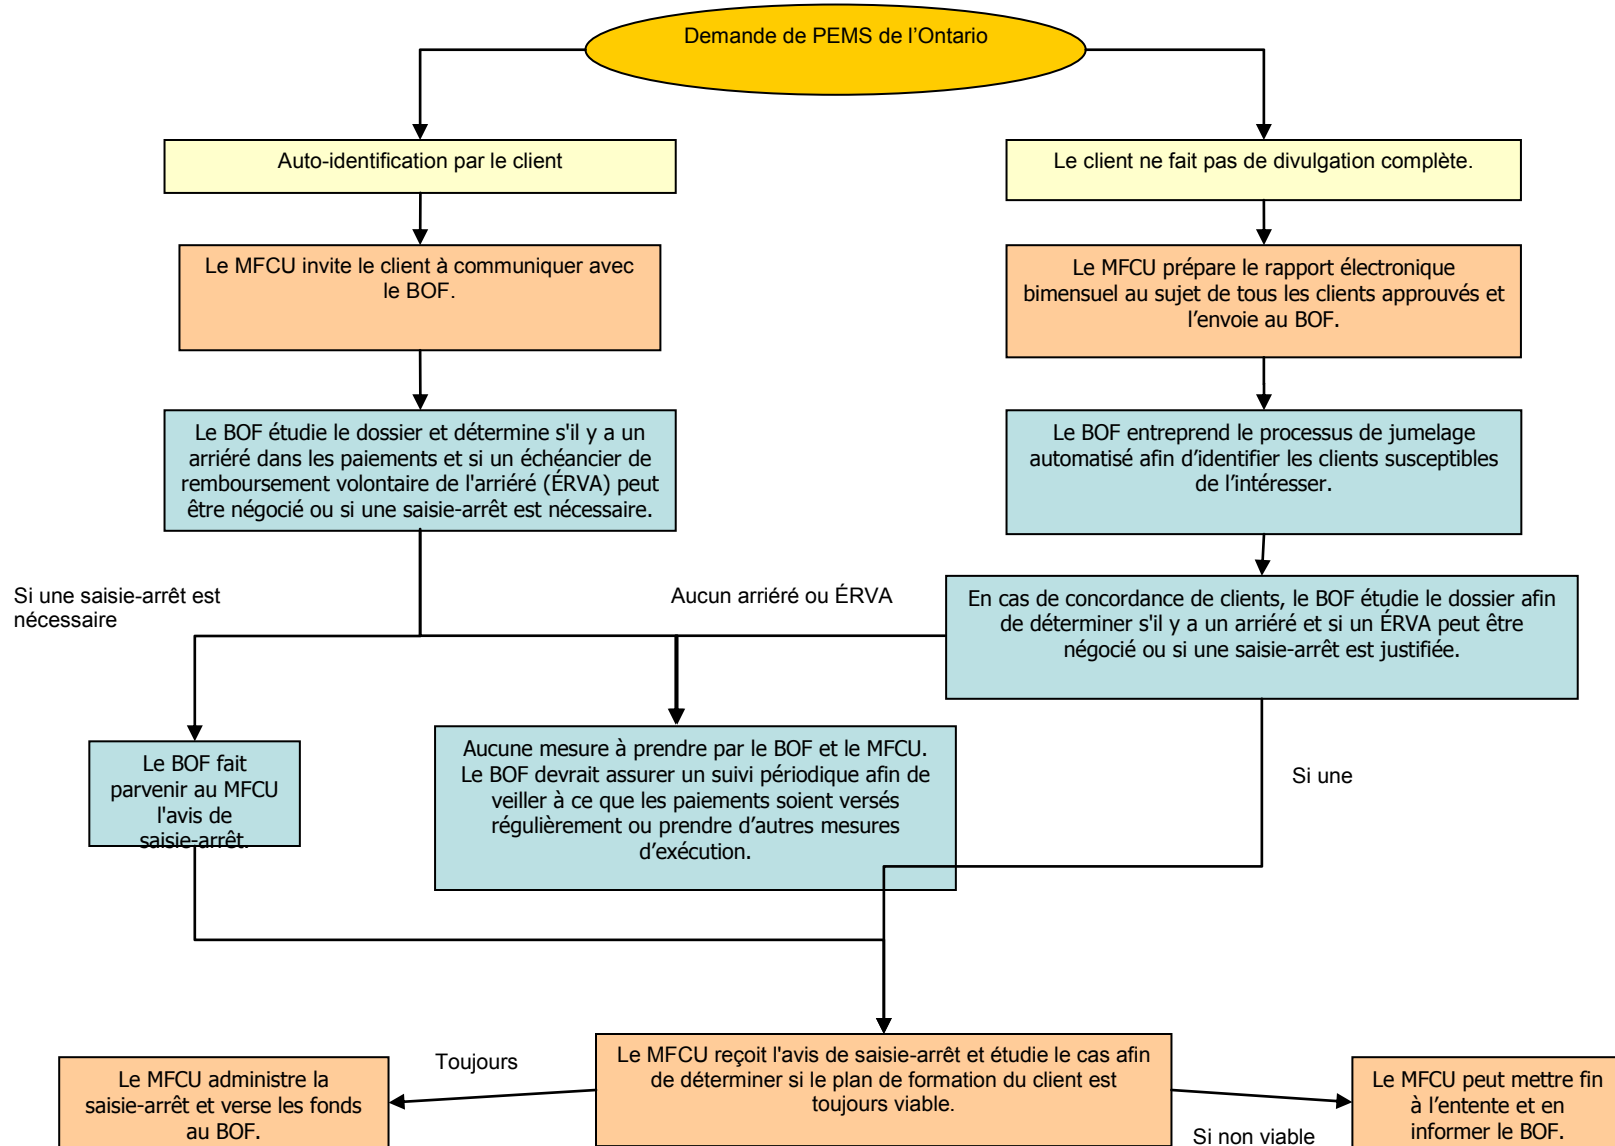 Demande de PEMS de l’Ontario
Auto-identification par le client
Le client ne fait pas de divulgation complète.
Le MFCU invite le client à communiquer avec
le BOF.
Le MFCU prépare le rapport électronique
bimensuel au sujet de tous les clients approuvés et
l’envoie au BOF.
Le BOF étudie le dossier et détermine s'il y a un
arriéré dans les paiements et si un échéancier de
remboursement volontaire de l'arriéré (ÉRVA) peut
être négocié ou si une saisie-arrêt est nécessaire.
Le BOF entreprend le processus de jumelage
automatisé afin d’identifier les clients susceptibles
de l’intéresser.
Si une saisie-arrêt est
nécessaire
Aucun arriéré ou ÉRVA
En cas de concordance de clients, le BOF étudie le dossier afin
de déterminer s'il y a un arriéré et si un ÉRVA peut être
négocié ou si une saisie-arrêt est justifiée.
Le BOF fait
parvenir au MFCU
l'avis de
saisie-arrêt.
Aucune mesure à prendre par le BOF et le MFCU.
Le BOF devrait assurer un suivi périodique afin de
veiller à ce que les paiements soient versés
régulièrement ou prendre d’autres mesures
d’exécution.
Si une
Toujours
Le MFCU administre la
saisie-arrêt et verse les fonds
au BOF.
Le MFCU reçoit l'avis de saisie-arrêt et étudie le cas afin
de déterminer si le plan de formation du client est
toujours viable.
Si non viable
Le MFCU peut mettre fin
à l’entente et en
informer le BOF.